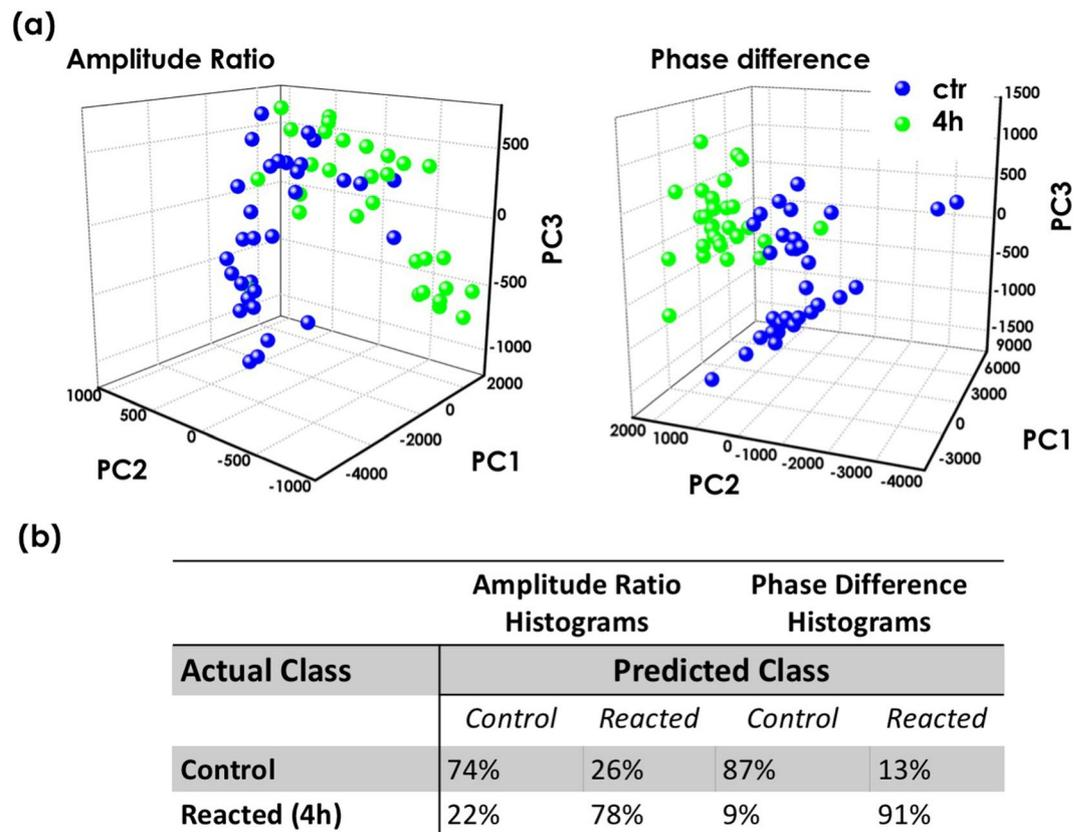 (a)
Amplitude Ratio
500
0
-500
-1000
PC3
2000
0
-2000
-4000
PC1
1000
500
0
-500
-1000
PC2
Phase difference
ctr
4h
1500
1000
500
0
-500
-1000
-1500
PC3
9000
6000
3000
0
-3000
PC1
2000
1000
0
-1000
-2000
-3000
-4000
PC2
(b)
Amplitude Ratio Phase Difference
Histograms Histograms
Actual Class Predicted Class
Control Reacted Control Reacted
Control 74% 26% 87% 13%
Reacted (4h) 22% 78% 9% 91%